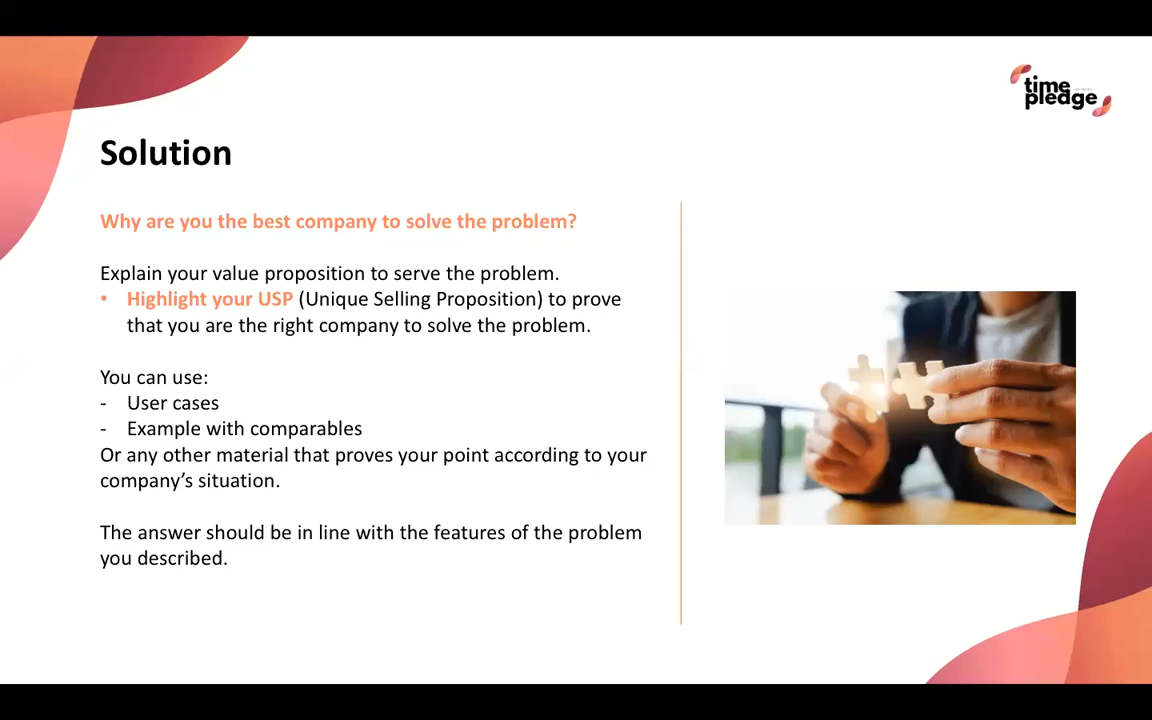 time
pledge
Solution
Why are you the best company to solve the problem?
Explain your value proposition to serve the problem.
• Highlight your USP (Unique Selling Proposition) to prove
that you are the right company to solve the problem.
You can use:
- User cases
- Example with comparables
Or any other material that proves your point according to your
company’s situation.
The answer should be in line with the features of the problem
you described.